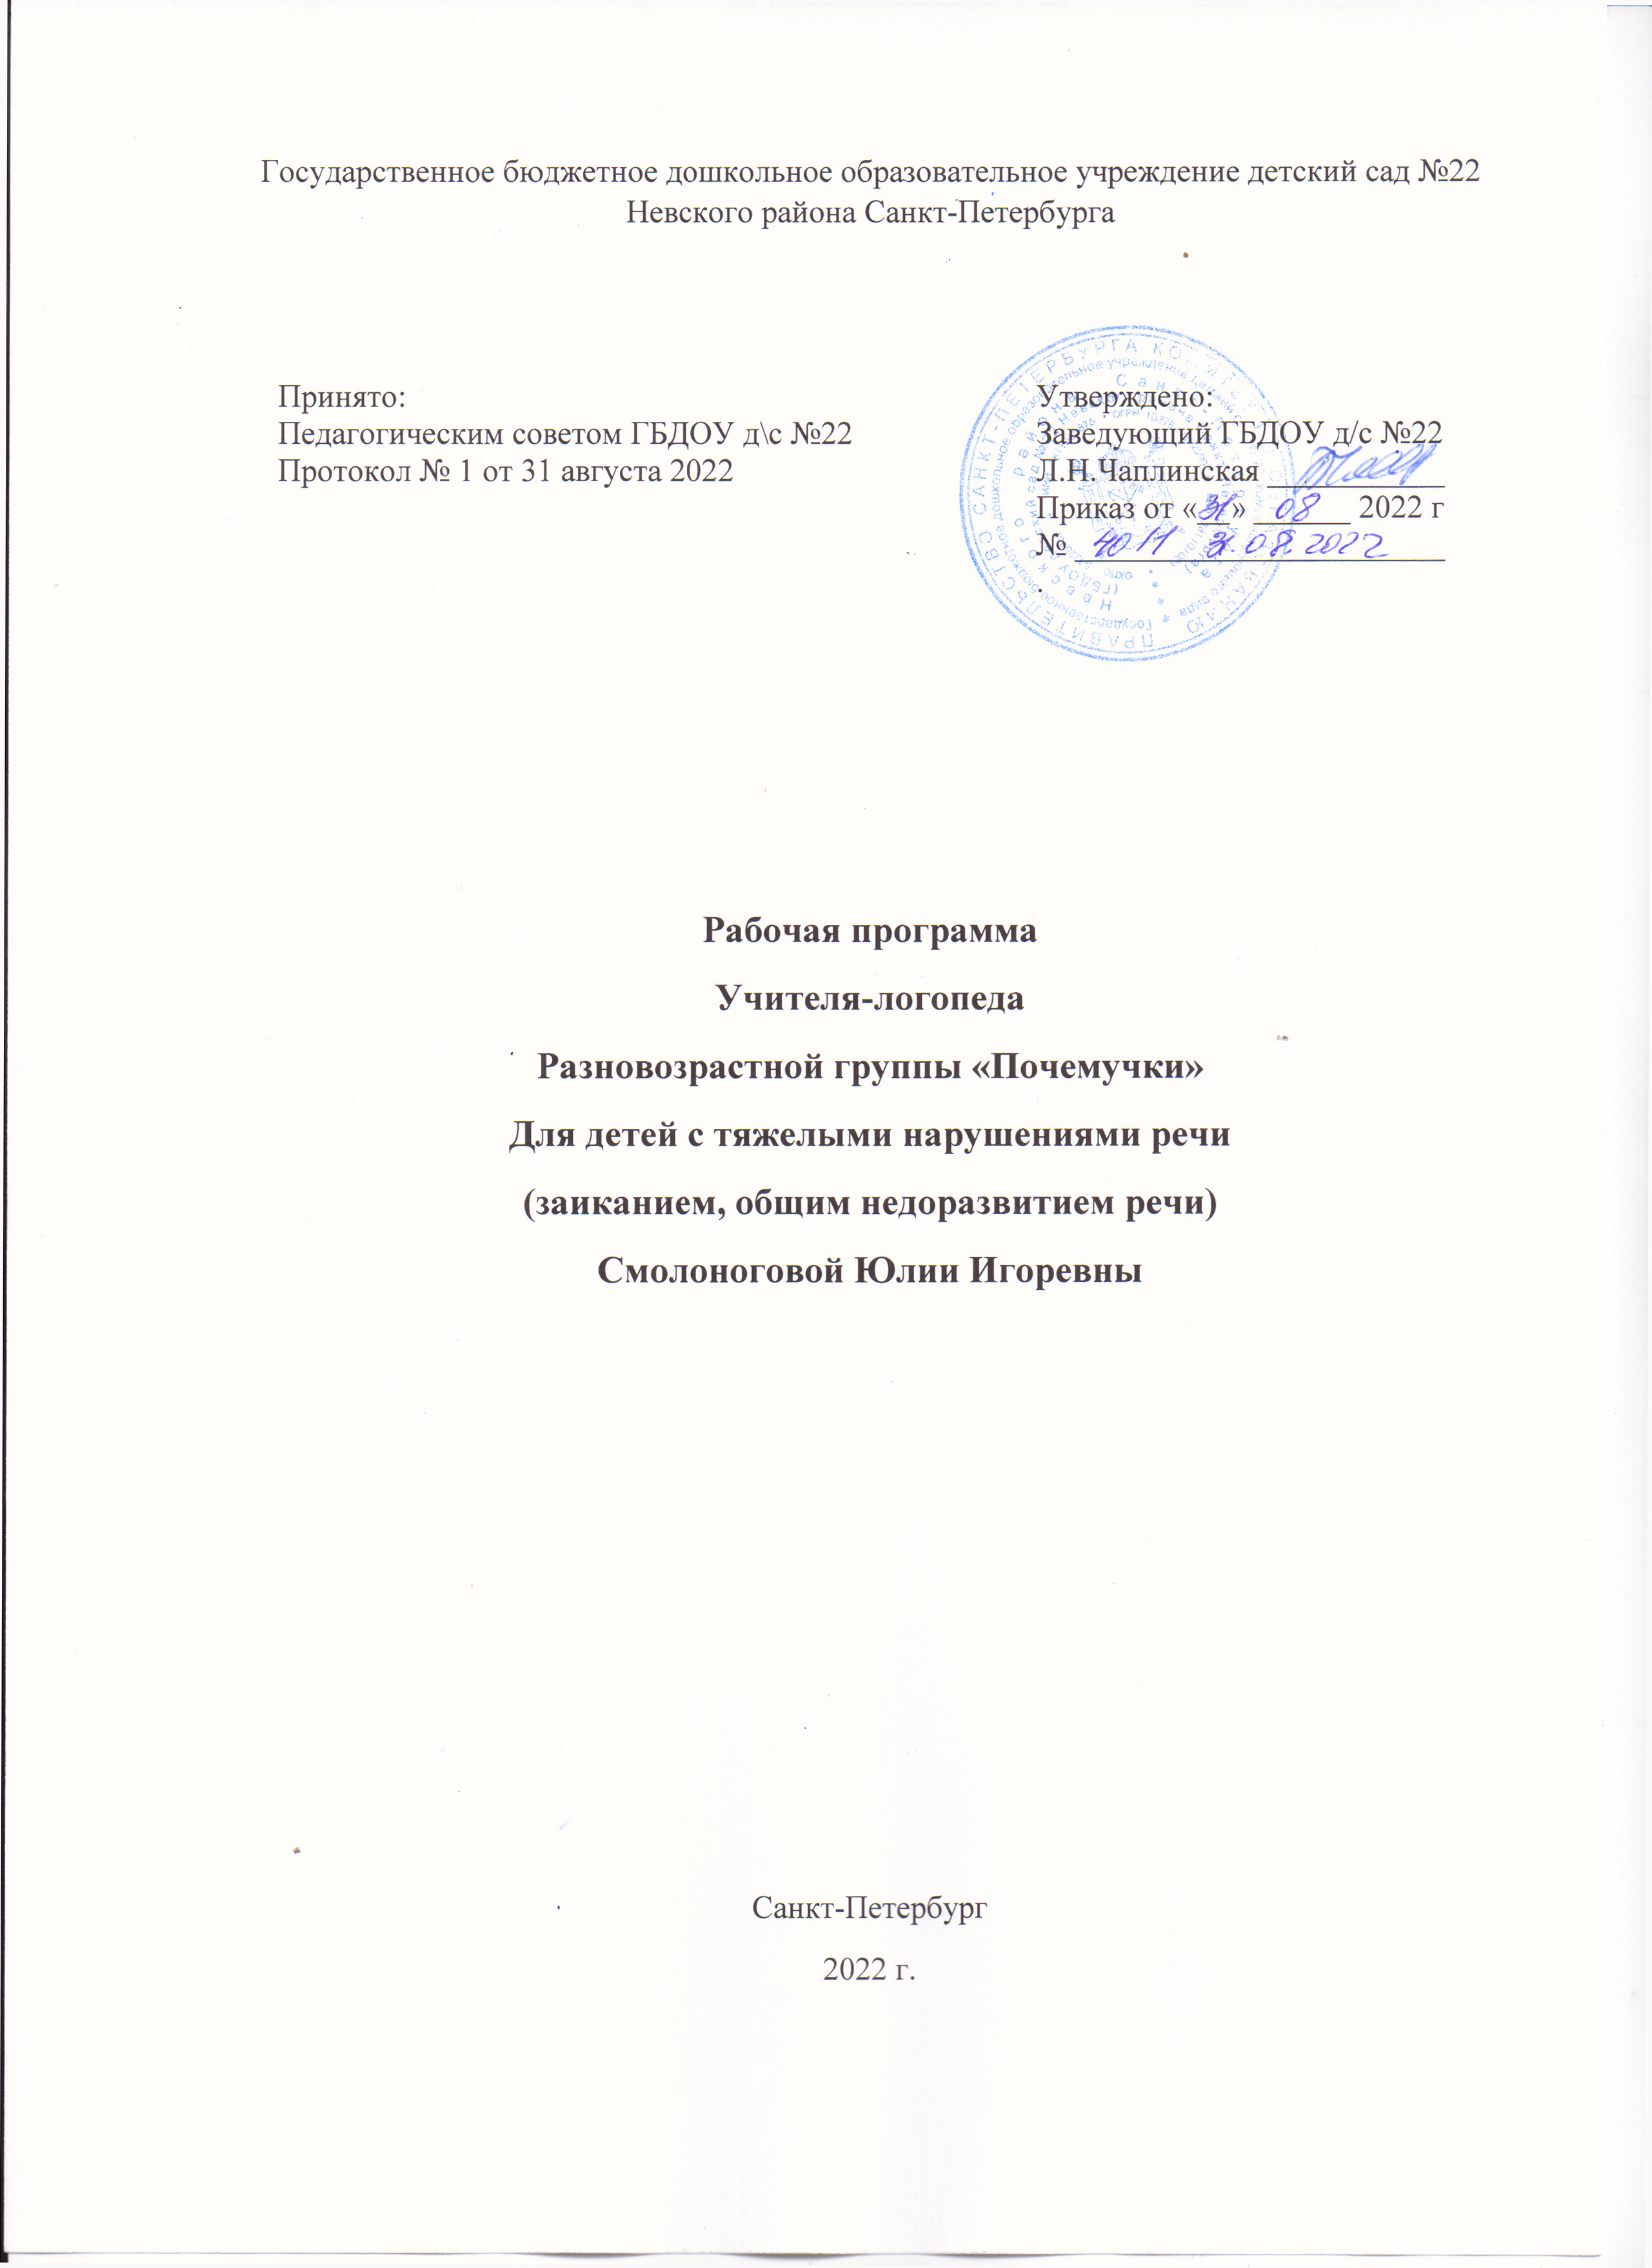 Государственное бюджетное дошкольное образовательное учреждение детский сад №22
Невского района Санкт-Петербурга
Принято:
Педагогическим советом ГБДОУ д\с №22
Протокол № 1 от 31 августа 2022
Утверждено:
Заведующий ГБДОУ д/с №22
Л.Н.Чаплинская
Приказ от «31» 08 2022 г
№ 31.08.2022
ПРАВИТЕЛЬСТВО САНКТ-ПЕТЕРБУРГА
Рабочая программа
Учителя-логопеда
Разновозрастной группы «Почемучки»
Для детей с тяжелыми нарушениями речи
(заиканием, общим недоразвитием речи)
Смолоноговой Юлии Игоревны
Санкт-Петербург
2022 г.